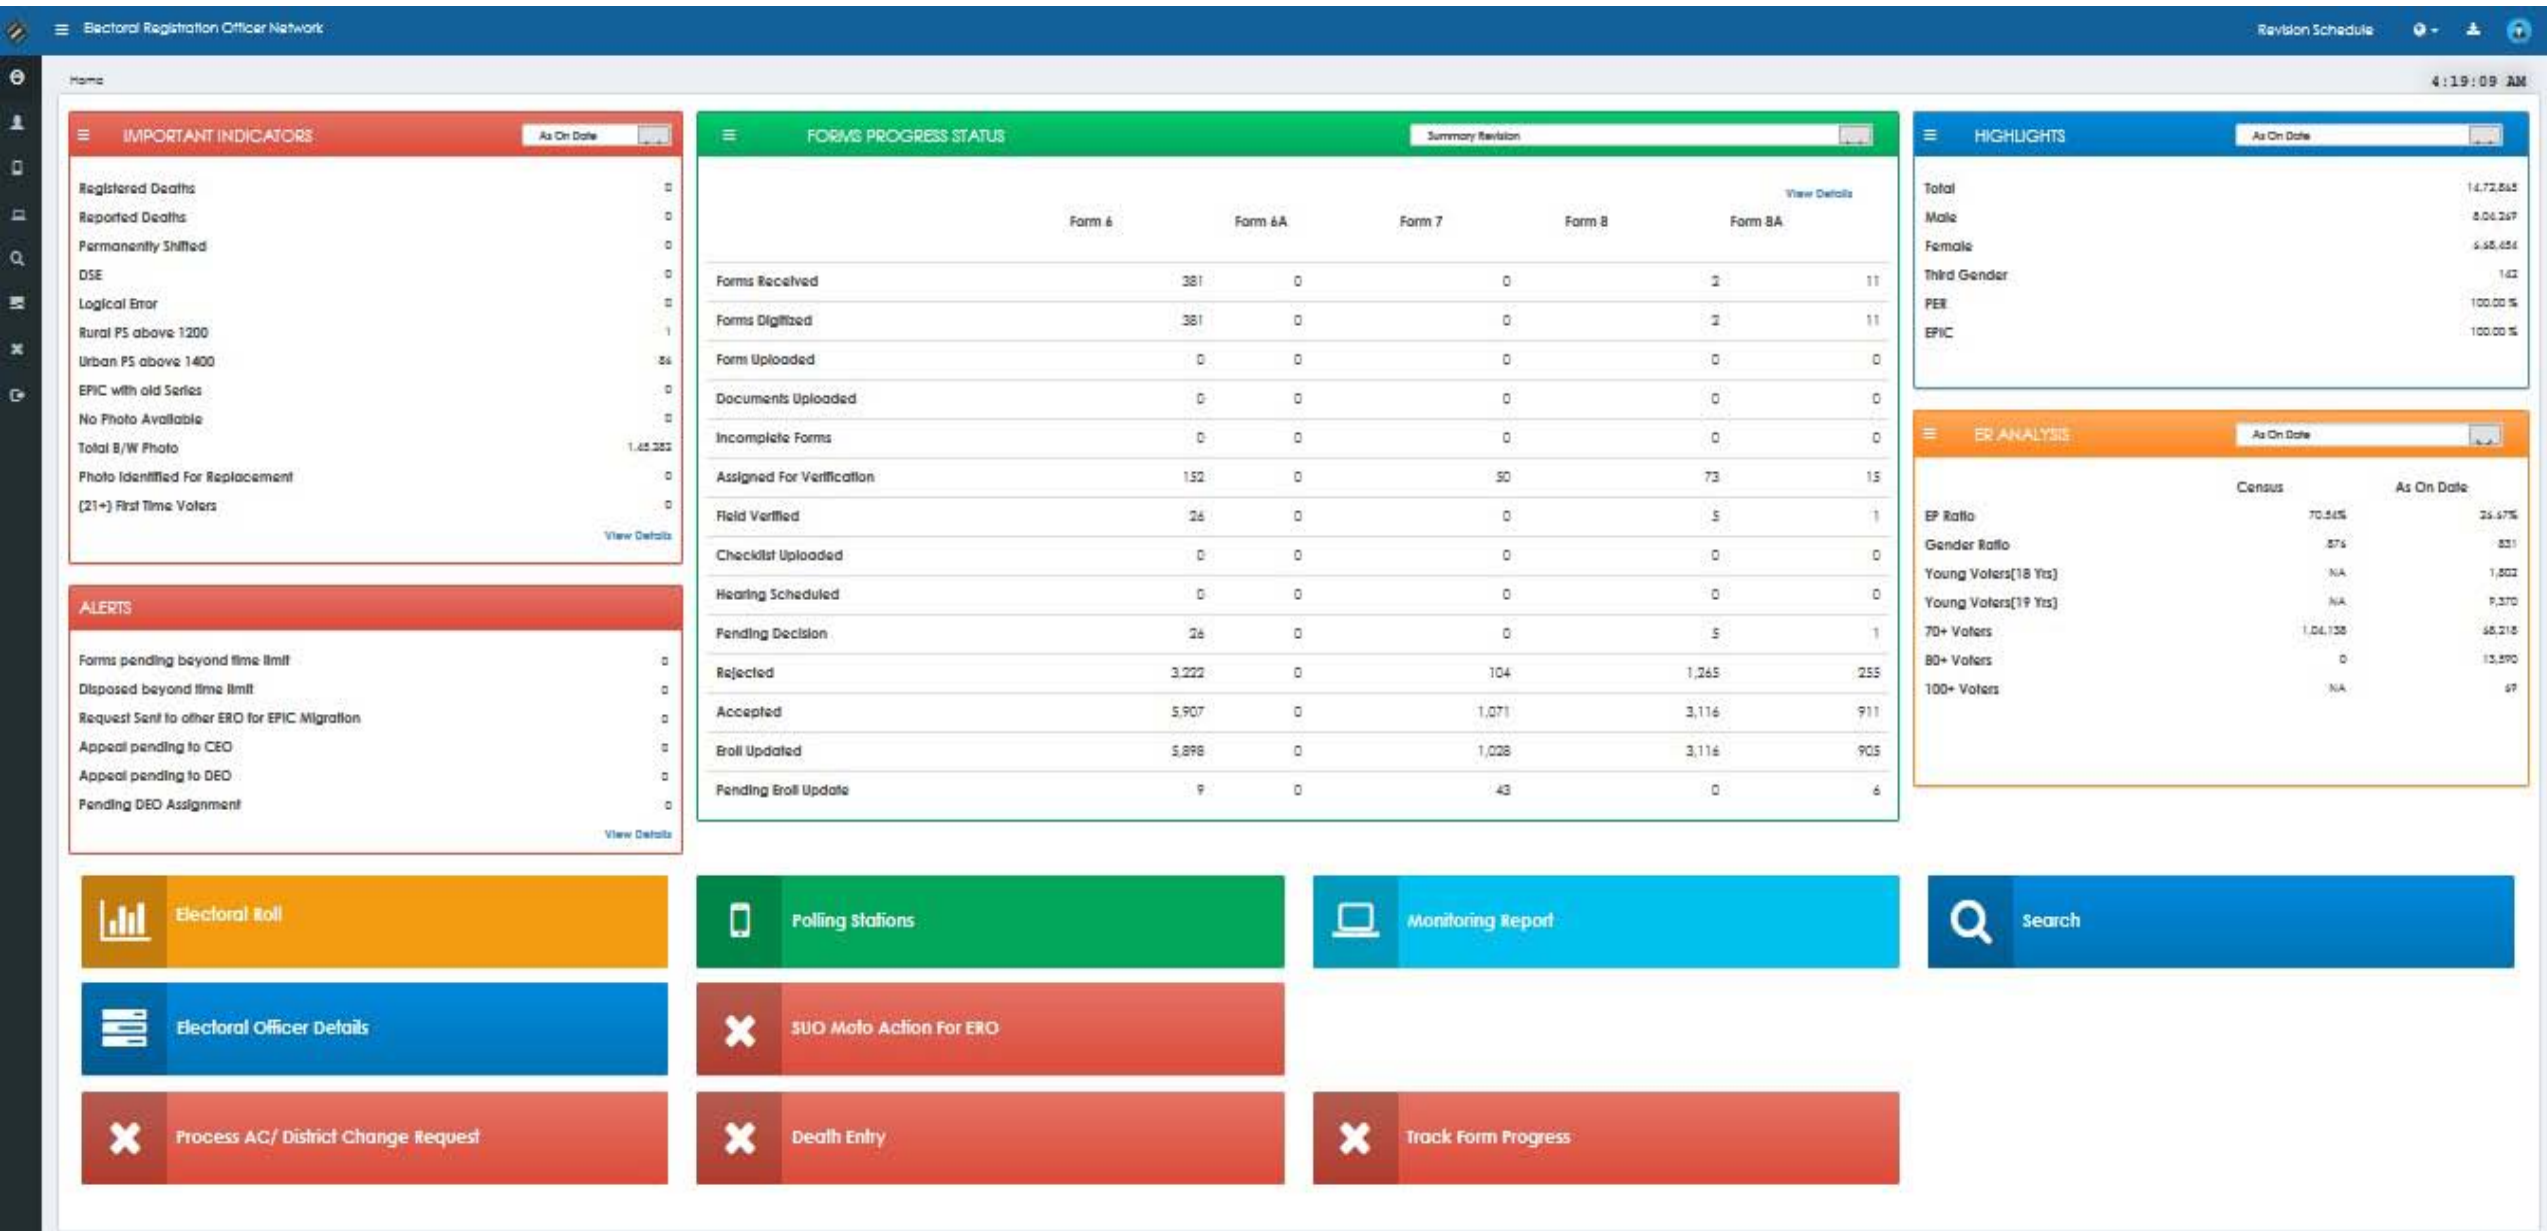 Electoral Registration Officer Network
Revision Schedule
Home
4:19:09 AM
IMPORTANT INDICATORS As On Date
Registered Deaths 0
Reported Deaths 0
Permanently Shifted 0
DSE 0
Logical Error 0
Rural PS above 1200 1
Urban PS above 1400 86
EPIC with old Series 0
No Photo Available 0
Total B/W Photo
Photo Identified For Replacement 0
(21+) First Time Voters 0
View Details
ALERTS
Forms pending beyond time limit 0
Disposed beyond time limit 0
Request Sent to other ERO for EPIC Migration 0
Appeal pending to CEO 0
Appeal pending to DEO 0
Pending DEO Assignment 0
View Details
FORMS PROGRESS STATUS Summary Revision
View Details
Form 6 Form 6A Form 7 Form 8 Form 8A
Forms Received 381 0 0 2 11
Forms Digitized 381 0 0 2 11
Form Uploaded 0 0 0 0 0
Documents Uploaded 0 0 0 0 0
Incomplete Forms 0 0 0 0 0
Assigned For Verification 152 0 50 73 15
Field Verified 26 0 0 5 1
Checklist Uploaded 0 0 0 0 0
Hearing Scheduled 0 0 0 0 0
Pending Decision 26 0 0 5 1
Rejected 3,222 0 104 1,265 255
Accepted 5,907 0 1,071 3,116 911
Eroll Updated 5,898 0 1,028 3,116 905
Pending Eroll Update 9 0 43 0 6
HIGHLIGHTS As On Date
Total
Male 8,04,267
Female
Third Gender 142
PER 100.00 %
EPIC 100.00 %
ER ANALYSIS As On Date
Census As On Date
EP Ratio
Gender Ratio 876 831
Young Voters(18 Yrs) NA 1,802
Young Voters(19 Yrs) NA 9,370
70+ Voters 1,04,138 68,218
80+ Voters 0
100+ Voters NA
Electoral Roll
Polling Stations
Monitoring Report
Search
Electoral Officer Details
SUO Moto Action For ERO
Process AC/ District Change Request
Death Entry
Track Form Progress